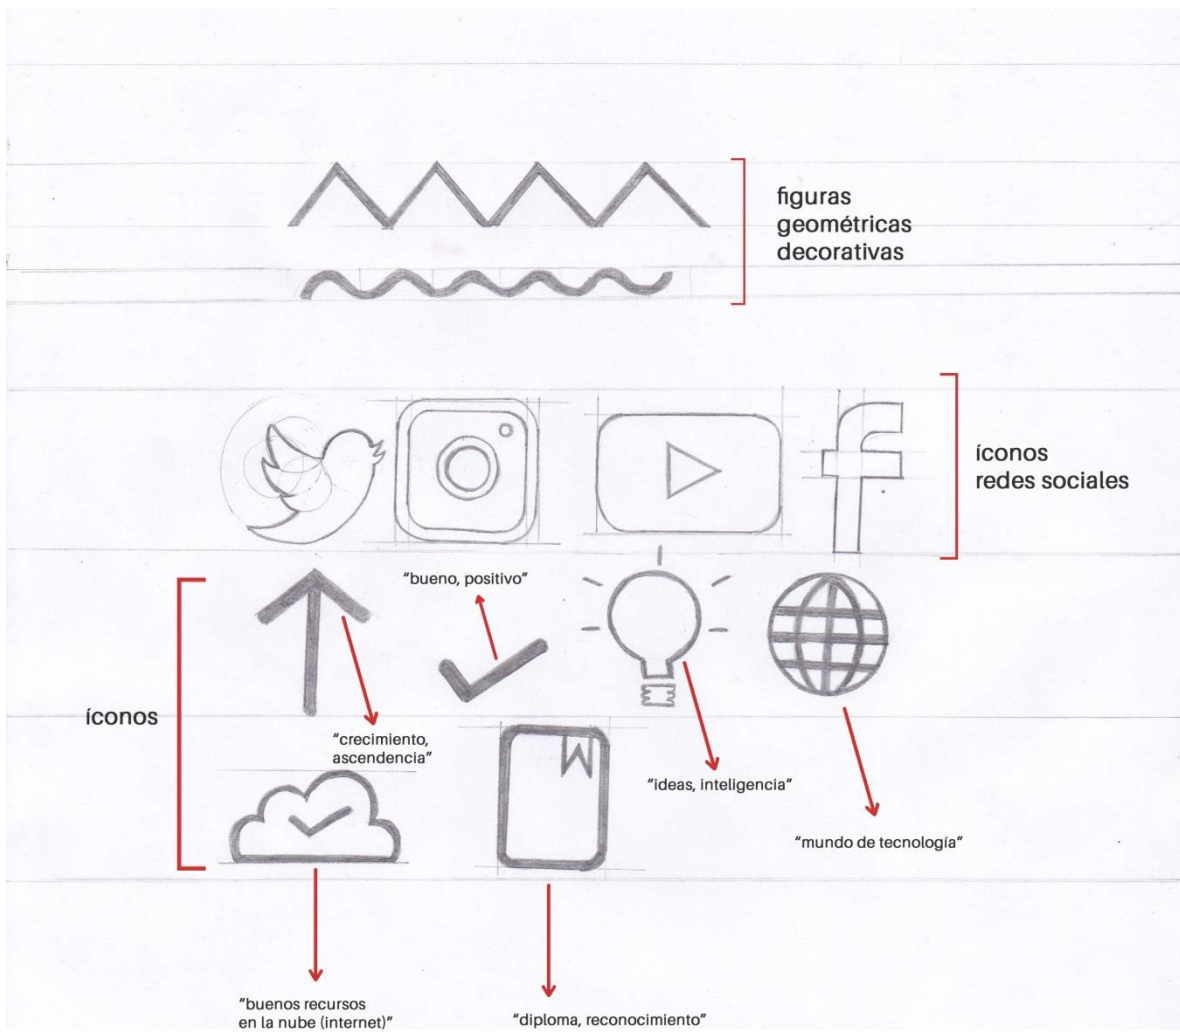 figuras
geométricas
decorativas
íconos
redes sociales
“bueno, positivo”
íconos
“crecimiento,
ascendencia”
“ideas, inteligencia”
“mundo de tecnología”
“buenos recursos
en la nube (internet)”
“diploma, reconocimiento”